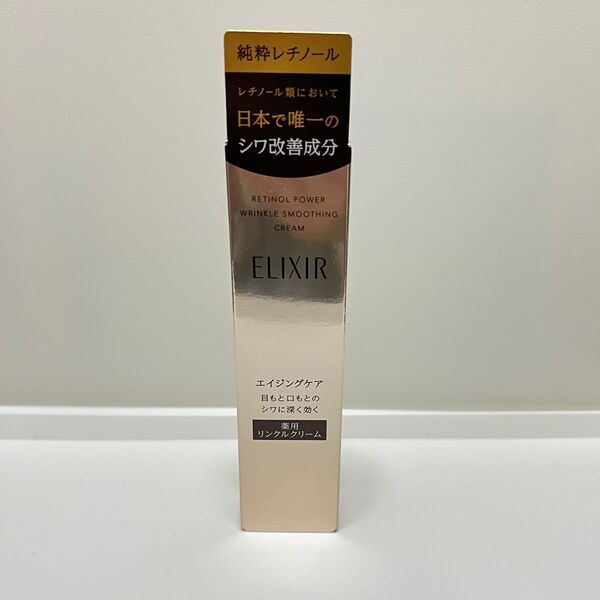 純粋レチノール
レチノール類において
日本で唯一の
シワ改善成分
RETINOL POWER
WRINKLE SMOOTHING
CREAM
ELIXIR
エイジングケア
目もと口もとの
シワに深く効く
薬用
リンクルクリーム